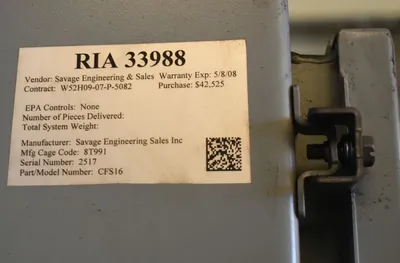 RIA 33988
Vendor: Savage Engineering & Sales Warranty Exp: 5/8/08
Contract: W52H09-07-P-5082 Purchase: $42,525
EPA Controls: None
Number of Pieces Delivered:
Total System Weight:
Manufacturer: Savage Engineering Sales Inc
Mfg Cage Code: 8T991
Serial Number: 2517
Part/Model Number: CFS16